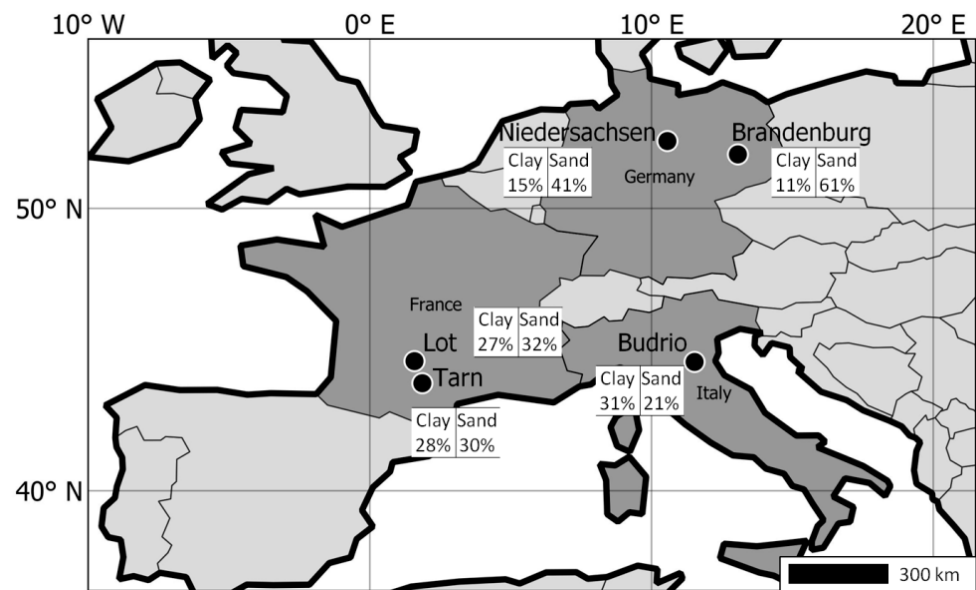 10° W 0° E 10° E 20° E
Niedersachsen Brandenburg
Clay Sand
15% 41%
Germany
Clay Sand
11% 61%
50° N
France
Clay Sand
27% 32%
Lot
Tarn
Budrio
Clay Sand
31% 21%
Italy
Clay Sand
28% 30%
40° N
300 km